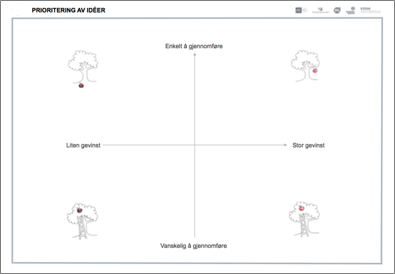 PRIORITERING AV IDÉER
Enkelt å gjennomføre
Liten gevinst
Stor gevinst
Vanskelig å gjennomføre